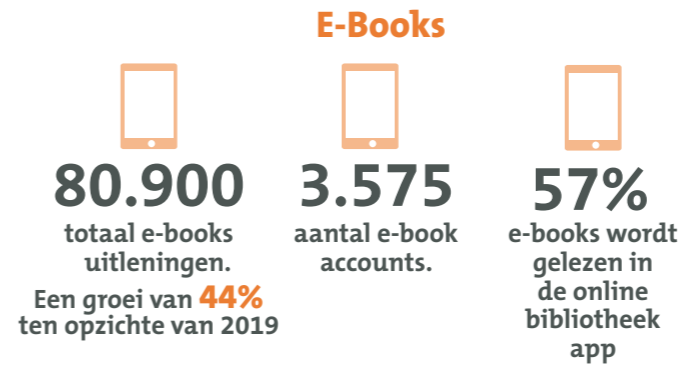 E-Books
80.900
totaal e-books
uitleningen.
Een groei van 44%
ten opzichte van 2019
3.575
aantal e-book
accounts.
57%
e-books wordt
gelezen in
de online
bibliotheek
app